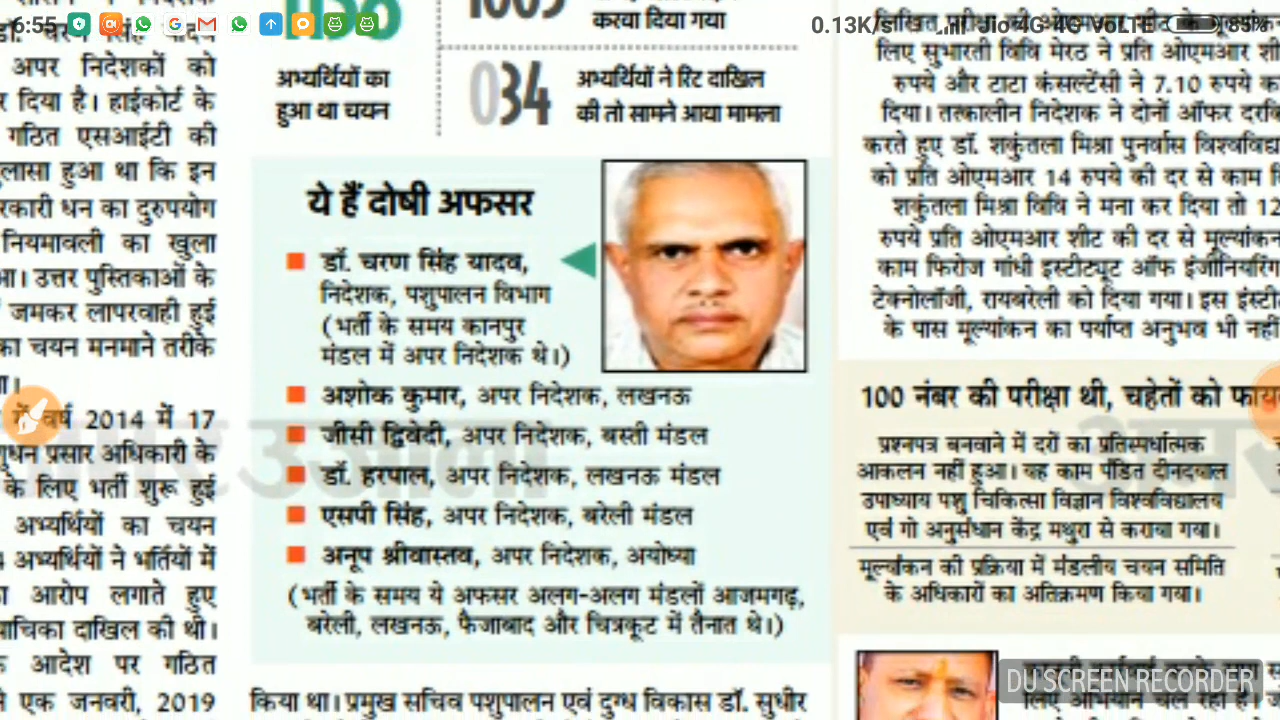 6:55
0.13K/s
Jio 4G 4G VoLTE
85%
अपर निदेशकों को
र दिया है। हाईकोर्ट के
गठित एसआईटी की
लासा हुआ था कि इन
रकारी धन का दुरुपयोग
नियमावली का खुला
आ। उत्तर पुस्तिकाओं के
जमकर लापरवाही हुई
का चयन मनमाने तरीके
में वर्ष 2014 में 17
शुधन प्रसार अधिकारी के
के लिए भर्ती शुरू हुई
अभ्यर्थियों का चयन
अभ्यर्थियों ने भर्तियों में
आरोप लगाते हुए
याचिका दाखिल की थी।
के आदेश पर गठित
ने एक जनवरी, 2019
अभ्यर्थियों का
हुआ था चयन
करवा दिया गया
034
अभ्यर्थियों ने रिट दाखिल
की तो सामने आया मामला
ये हैं दोषी अफसर
डॉ. चरण सिंह यादव,
निदेशक, पशुपालन विभाग
(भर्ती के समय कानपुर
मंडल में अपर निदेशक थे।)
अशोक कुमार, अपर निदेशक, लखनऊ
जीसी द्विवेदी, अपर निदेशक, बस्ती मंडल
डॉ. हरपाल, अपर निदेशक, लखनऊ मंडल
एसपी सिंह, अपर निदेशक, बरेली मंडल
अनूप श्रीवास्तव, अपर निदेशक, अयोध्या
(भर्ती के समय ये अफसर अलग-अलग मंडलों आजमगढ़,
बरेली, लखनऊ, फैजाबाद और चित्रकूट में तैनात थे।)
किया था। प्रमुख सचिव पशुपालन एवं दुग्ध विकास डॉ. सुधीर
लिए सुभारती विवि मेरठ ने प्रति ओएमआर शी
रुपये और टाटा कंसल्टेंसी ने 7.10 रुपये का
दिया। तत्कालीन निदेशक ने दोनों ऑफर दरकि
करते हुए डॉ. शकुंतला मिश्रा पुनर्वास विश्वविद्या
को प्रति ओएमआर 14 रुपये की दर से काम दि
शकुंतला मिश्रा विवि ने मना कर दिया तो 12
रुपये प्रति ओएमआर शीट की दर से मूल्यांकन
काम फिरोज गांधी इंस्टीट्यूट ऑफ इंजीनियरिंग
टेक्नोलॉजी, रायबरेली को दिया गया। इस इंस्टी
के पास मूल्यांकन का पर्याप्त अनुभव भी नहीं
100 नंबर की परीक्षा थी, चहेतों को फाय
प्रश्नपत्र बनवाने में दरों का प्रतिस्पर्धात्मक
आकलन नहीं हुआ। वह काम पंडित दीनदयाल
उपाध्याय पशु चिकित्सा विज्ञान विश्वविद्यालय
एवं गो अनुसंधान केंद्र मथुरा से कराया गया।
मूल्यांकन की प्रक्रिया में मंडलीय चयन समिति
के अधिकारों का अतिक्रमण किया गया।
DU SCREEN RECORDER